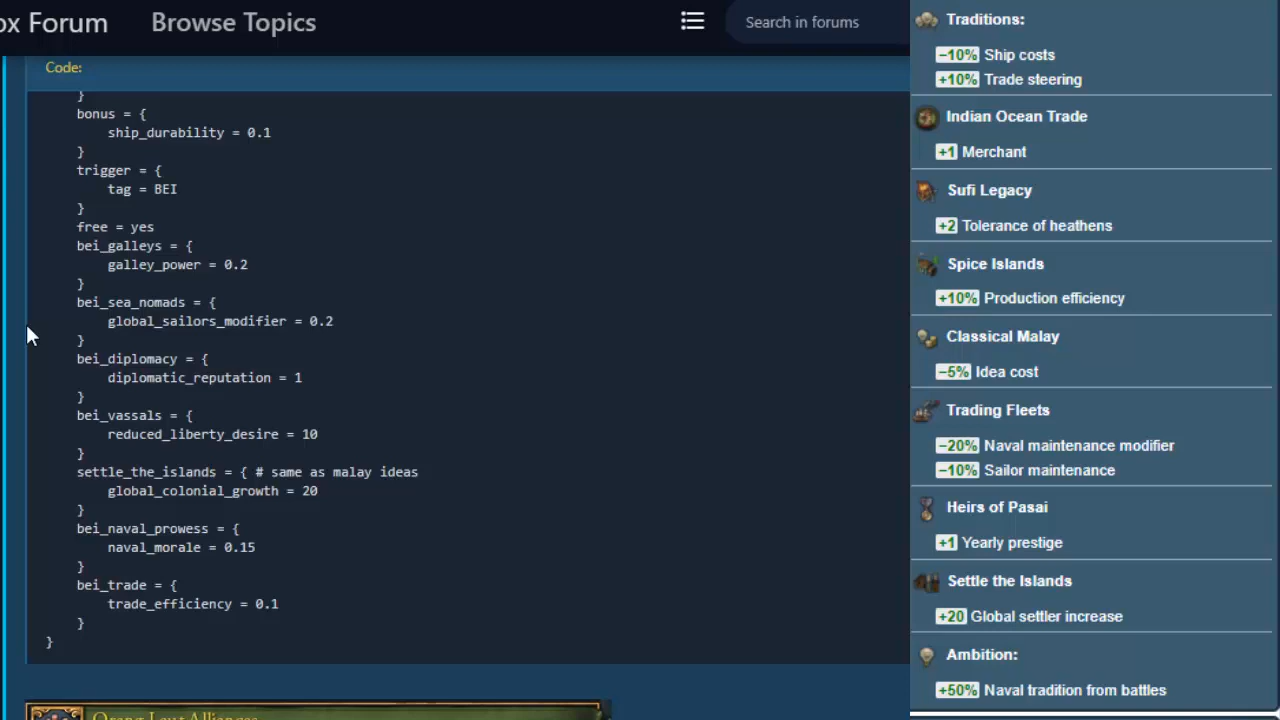 ox Forum
Browse Topics
Search in forums
Code:
}
bonus = {
ship_durability = 0.1
}
trigger = {
tag = BEI
}
free = yes
bei_galleys = {
galley_power = 0.2
}
bei_sea_nomads = {
global_sailors_modifier = 0.2
}
bei_diplomacy = {
diplomatic_reputation = 1
}
bei_vassals = {
reduced_liberty_desire = 10
}
settle_the_islands = { # same as malay ideas
global_colonial_growth = 20
}
bei_naval_prowess = {
naval_morale = 0.15
}
bei_trade = {
trade_efficiency = 0.1
}
}
Orang Laut Alliances
Traditions:
−10% Ship costs
+10% Trade steering
Indian Ocean Trade
+1 Merchant
Sufi Legacy
+2 Tolerance of heathens
Spice Islands
+10% Production efficiency
Classical Malay
−5% Idea cost
Trading Fleets
−20% Naval maintenance modifier
−10% Sailor maintenance
Heirs of Pasai
+1 Yearly prestige
Settle the Islands
+20 Global settler increase
Ambition:
+50% Naval tradition from battles